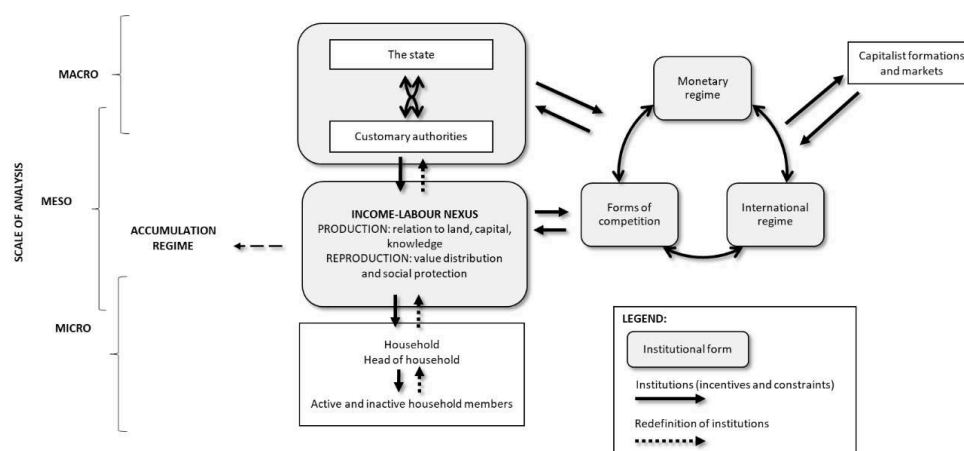 SCALE OF ANALYSIS
MACRO
MESO
MICRO
ACCUMULATION
REGIME
The state
Customary authorities
INCOME-LABOUR NEXUS
PRODUCTION: relation to land, capital,
knowledge
REPRODUCTION: value distribution
and social protection
Household
Head of household
Active and inactive household members
Monetary
regime
Forms of
competition
International
regime
Capitalist formations
and markets
LEGEND:
Institutional form
Institutions (incentives and constraints)
Redefinition of institutions